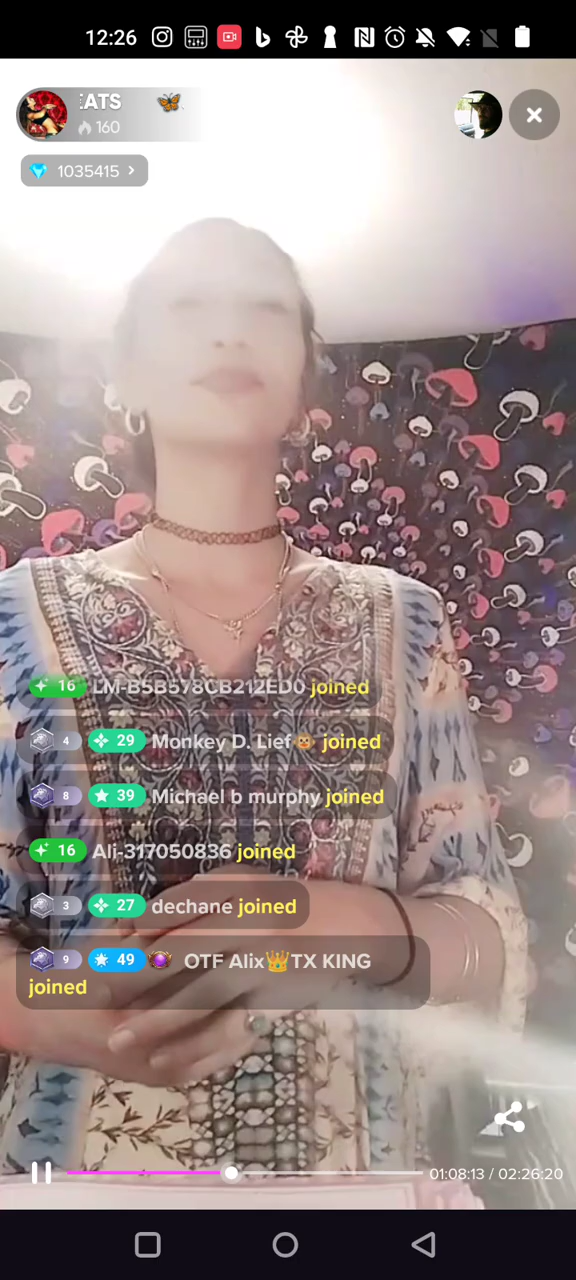 12:26
ATS
160
1035415
16 LM-B5B578CB212ED0 joined
4 29 Monkey D. Lief joined
8 39 Michael b murphy joined
16 Ali-317050836 joined
3 27 dechane joined
9 49 OTF Alix👑TX KING
joined
01:08:13 / 02:26:20